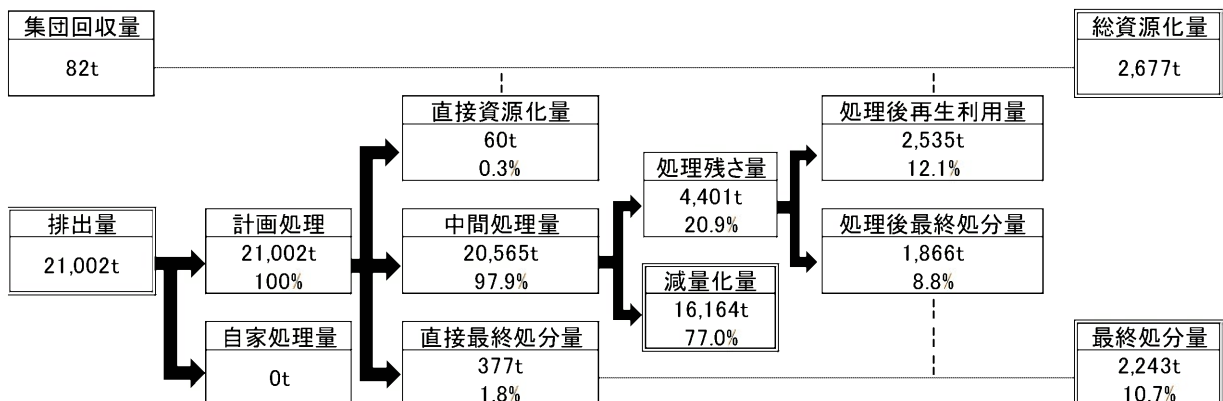 集団回収量
82t
総資源化量
2,677t
直接資源化量
60t
0.3%
処理後再生利用量
2,535t
12.1%
処理残さ量
4,401t
20.9%
排出量
21,002t
計画処理
21,002t
100%
中間処理量
20,565t
97.9%
処理後最終処分量
1,866t
8.8%
減量化量
16,164t
77.0%
自家処理量
0t
直接最終処分量
377t
1.8%
最終処分量
2,243t
10.7%